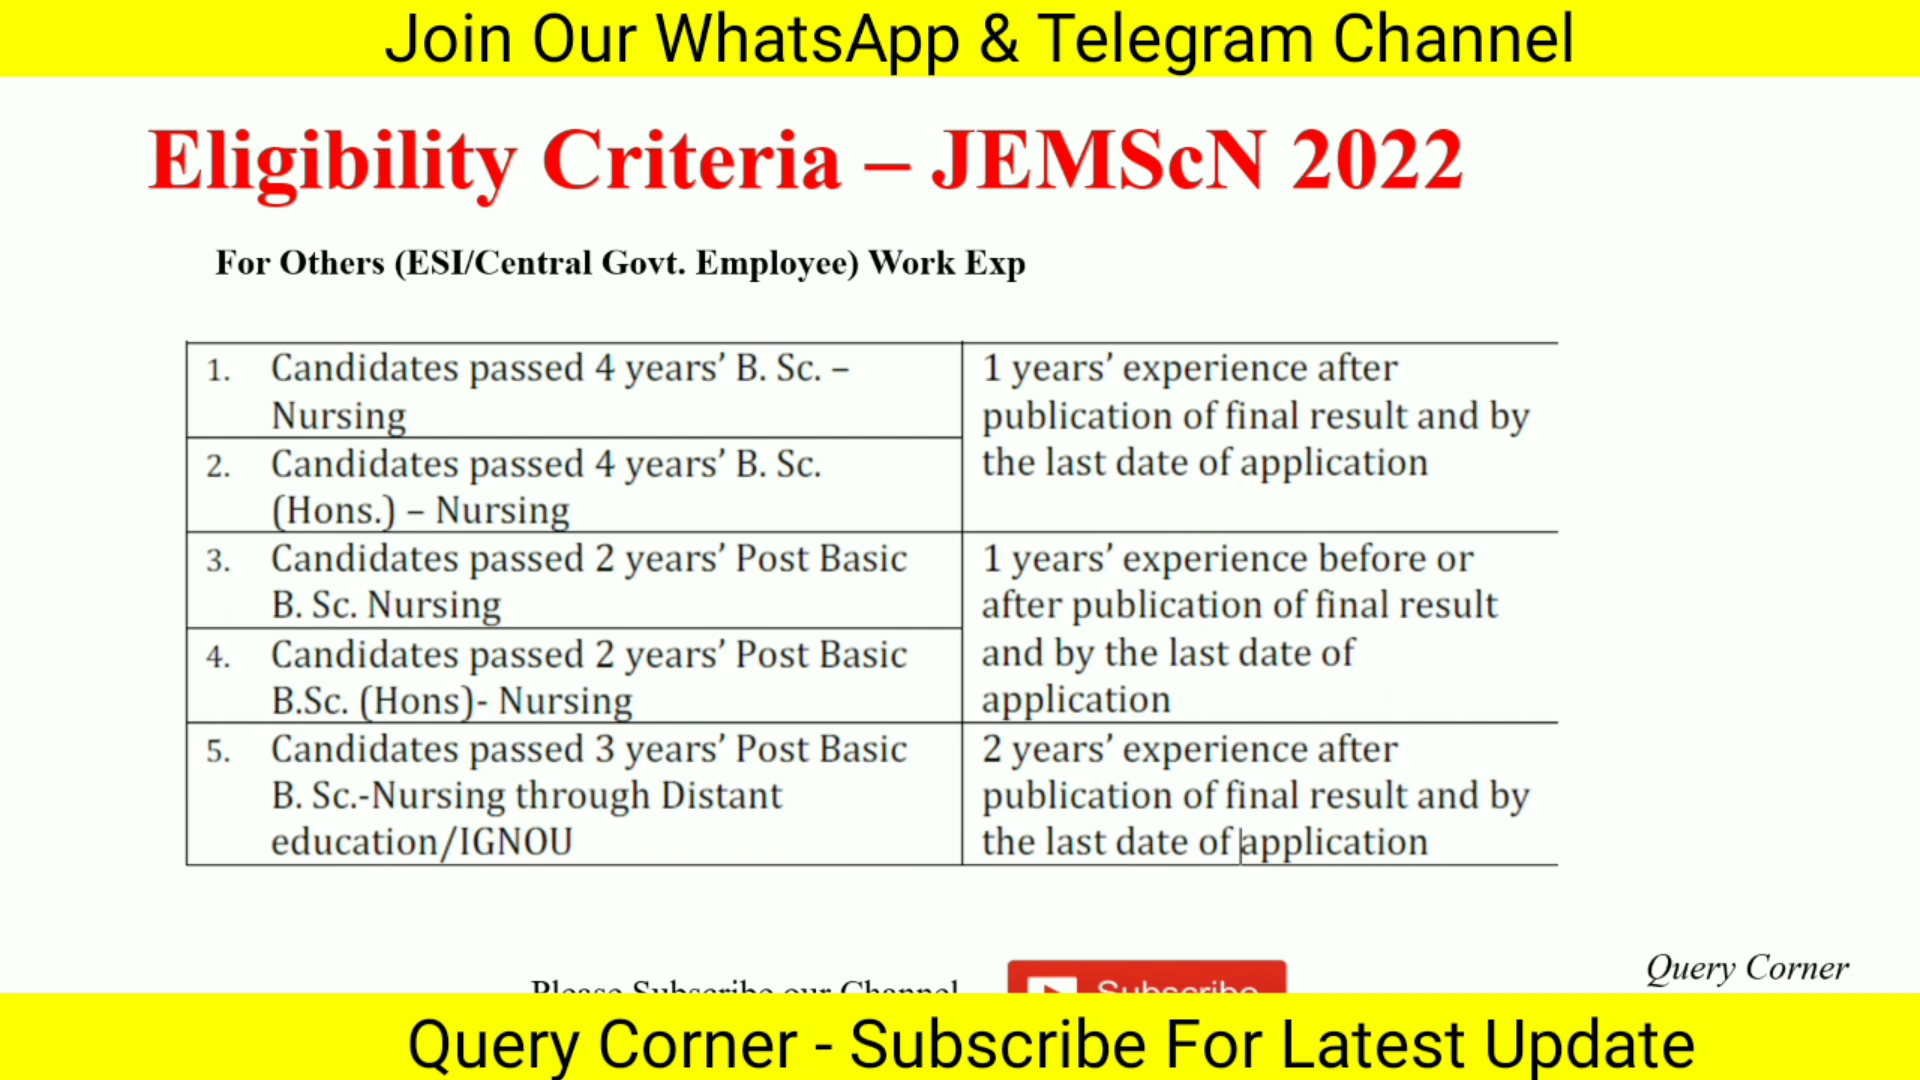 Join Our WhatsApp & Telegram Channel
Eligibility Criteria – JEMScN 2022
For Others (ESI/Central Govt. Employee) Work Exp
1. Candidates passed 4 years’ B. Sc. –
Nursing
1 years’ experience after
publication of final result and by
the last date of application
2. Candidates passed 4 years’ B. Sc.
(Hons.) – Nursing
3. Candidates passed 2 years’ Post Basic
B. Sc. Nursing
1 years’ experience before or
after publication of final result
and by the last date of
application
4. Candidates passed 2 years’ Post Basic
B.Sc. (Hons)- Nursing
5. Candidates passed 3 years’ Post Basic
B. Sc.-Nursing through Distant
education/IGNOU
2 years’ experience after
publication of final result and by
the last date of application
Please Subscribe our Channel
Subscribe
Query Corner
Query Corner - Subscribe For Latest Update